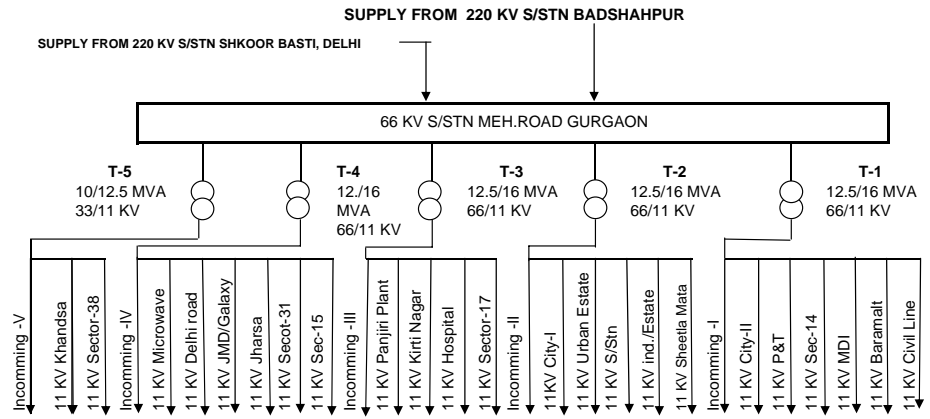 SUPPLY FROM 220 KV S/STN BADSHAHPUR
SUPPLY FROM 220 KV S/STN SHKOOR BASTI, DELHI
66 KV S/STN MEH.ROAD GURGAON
T-5
10/12.5 MVA
33/11 KV
T-4
12./16
MVA
66/11 KV
T-3
12.5/16 MVA
66/11 KV
T-2
12.5/16 MVA
66/11 KV
T-1
12.5/16 MVA
66/11 KV
Incomming -V
11 KV Khandsa
11 KV Sector-38
Incomming -IV
11 KV Microwave
11 KV Delhi road
11 KV JMD/Galaxy
11 KV Jharsa
11 KV Secot-31
11 KV Sec-15
Incomming -III
11 KV Panjiri Plant
11 KV Kirti Nagar
11 KV Hospital
11 KV Sector-17
Incomming -II
11KV City-I
11 KV Urban Estate
11 KV S/Stn
11 KV ind./Estate
11 KV Sheetla Mata
Incomming -I
11 KV City-II
11 KV P&T
11 KV Sec-14
11 KV MDI
11 KV Baramalt
11 KV Civil Line